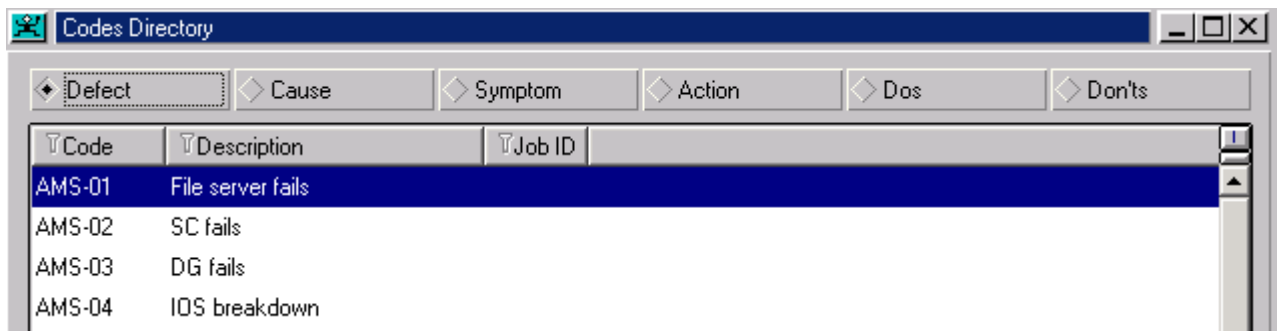 Codes Directory
Defect Cause Symptom Action Dos Don'ts
Code Description Job ID
AMS-01 File server fails
AMS-02 SC fails
AMS-03 DG fails
AMS-04 IOS breakdown